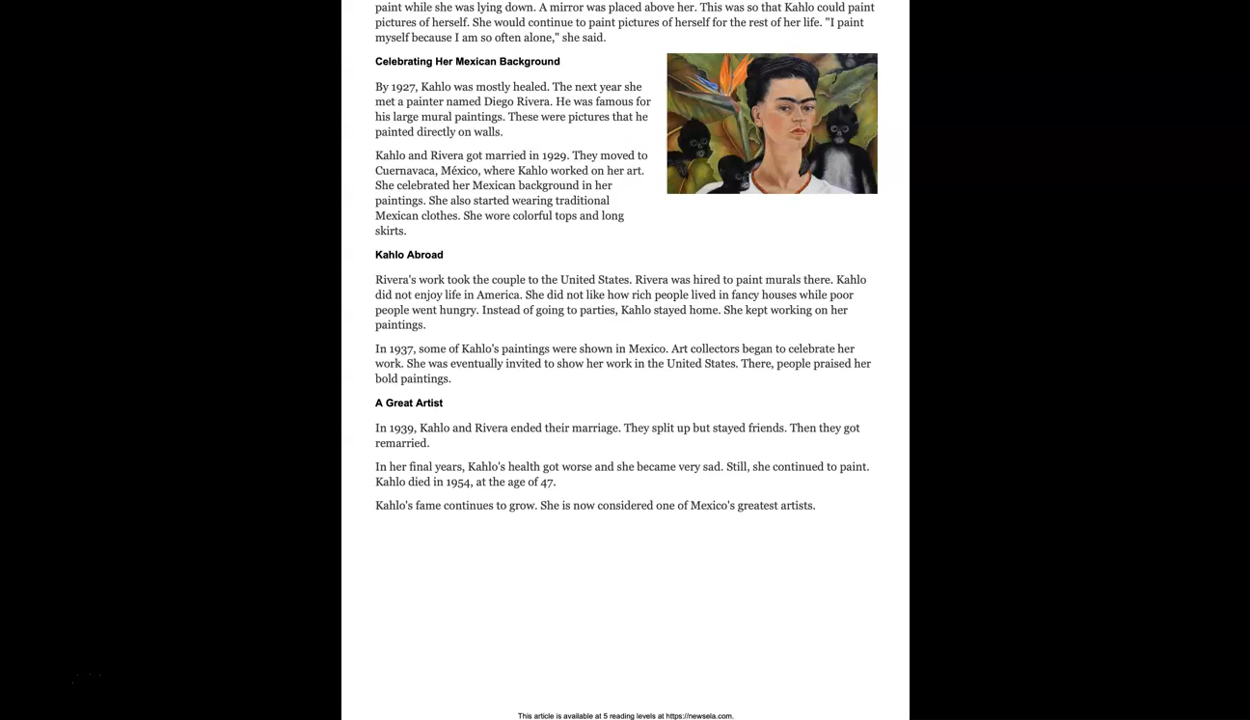 paint while she was lying down. A mirror was placed above her. This was so that Kahlo could paint
pictures of herself. She would continue to paint pictures of herself for the rest of her life. "I paint
myself because I am so often alone," she said.
Celebrating Her Mexican Background
By 1927, Kahlo was mostly healed. The next year she
met a painter named Diego Rivera. He was famous for
his large mural paintings. These were pictures that he
painted directly on walls.
Kahlo and Rivera got married in 1929. They moved to
Cuernavaca, México, where Kahlo worked on her art.
She celebrated her Mexican background in her
paintings. She also started wearing traditional
Mexican clothes. She wore colorful tops and long
skirts.
Kahlo Abroad
Rivera's work took the couple to the United States. Rivera was hired to paint murals there. Kahlo
did not enjoy life in America. She did not like how rich people lived in fancy houses while poor
people went hungry. Instead of going to parties, Kahlo stayed home. She kept working on her
paintings.
In 1937, some of Kahlo's paintings were shown in Mexico. Art collectors began to celebrate her
work. She was eventually invited to show her work in the United States. There, people praised her
bold paintings.
A Great Artist
In 1939, Kahlo and Rivera ended their marriage. They split up but stayed friends. Then they got
remarried.
In her final years, Kahlo's health got worse and she became very sad. Still, she continued to paint.
Kahlo died in 1954, at the age of 47.
Kahlo's fame continues to grow. She is now considered one of Mexico's greatest artists.
This article is available at 5 reading levels at https://newsela.com.